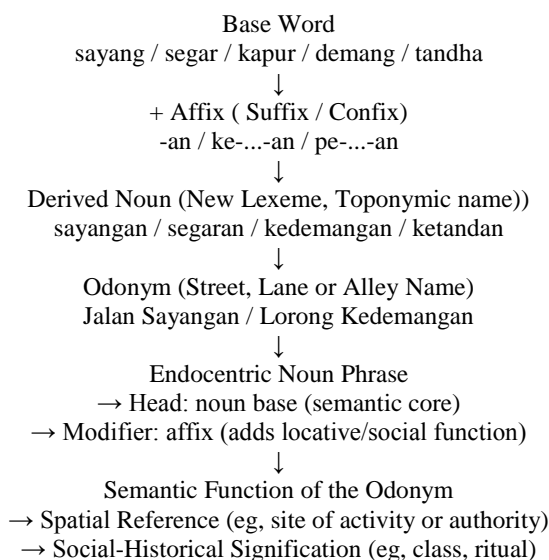 Base Word
sayang / segar / kapur / demang / tandha
↓
+ Affix ( Suffix / Confix)
-an / ke-...-an / pe-...-an
↓
Derived Noun (New Lexeme, Toponymic name))
sayangan / segaran / kedemangan / ketandan
↓
Odonym (Street, Lane or Alley Name)
Jalan Sayangan / Lorong Kedemangan
↓
Endocentric Noun Phrase
→ Head: noun base (semantic core)
→ Modifier: affix (adds locative/social function)
↓
Semantic Function of the Odonym
→ Spatial Reference (eg, site of activity or authority)
→ Social-Historical Signification (eg, class, ritual)